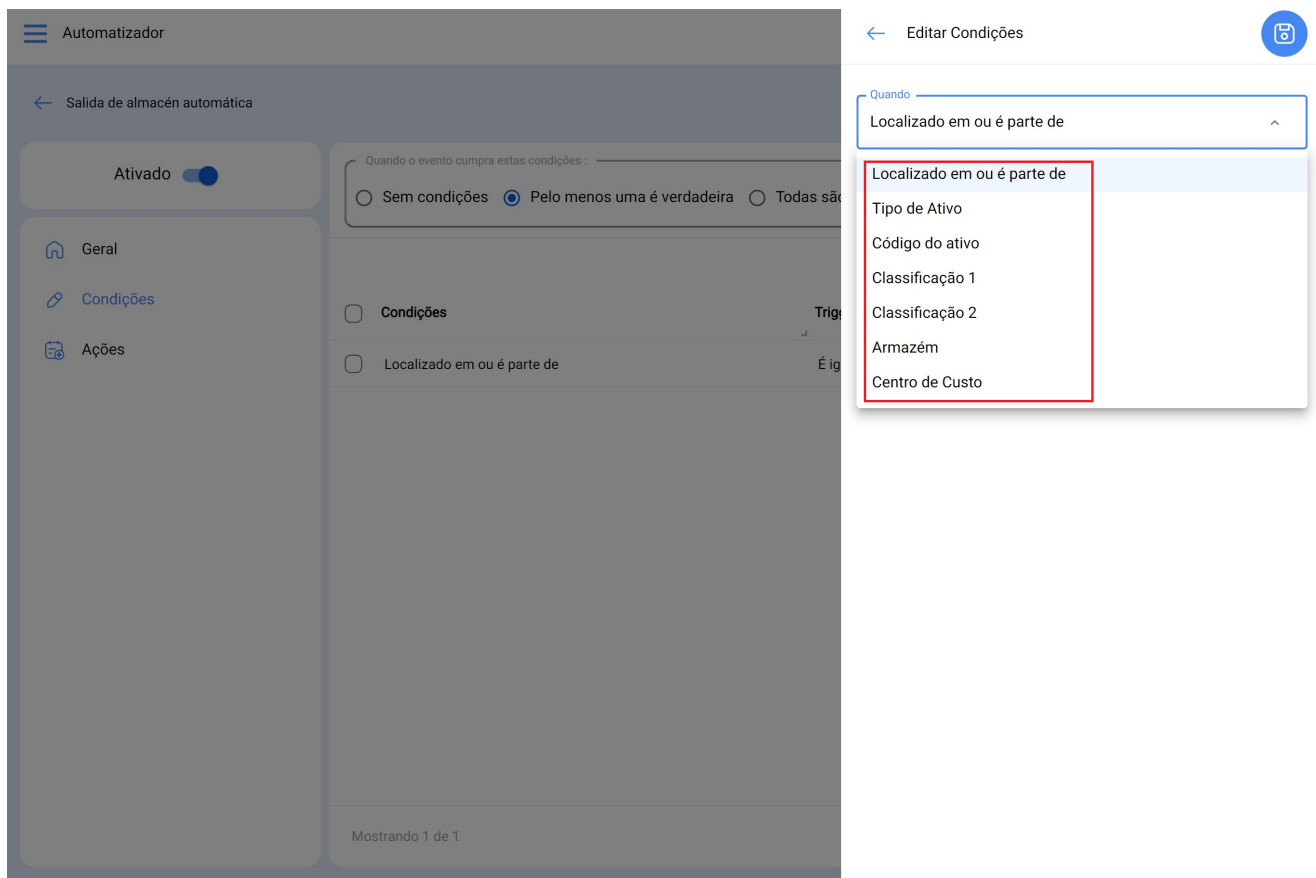 Automatizador
Salida de almacén automática
Ativado
Geral
Condições
Ações
Quando o evento cumpra estas condições :
Sem condições Pelo menos uma é verdadeira Todas
Condições
Localizado em ou é parte de É
Mostrando 1 de 1
Editar Condições
Quando
Localizado em ou é parte de
Localizado em ou é parte de
Tipo de Ativo
Código do ativo
Classificação 1
Classificação 2
Armazém
Centro de Custo